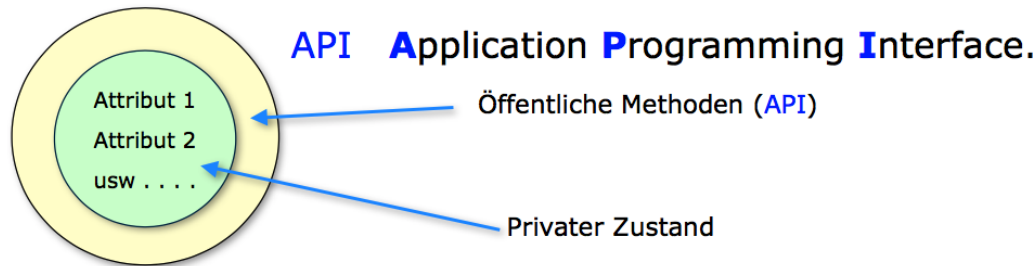 API Application Programming Interface.
Attribut 1
Öffentliche Methoden (API)
Attribut 2
usw . . . .
Privater Zustand